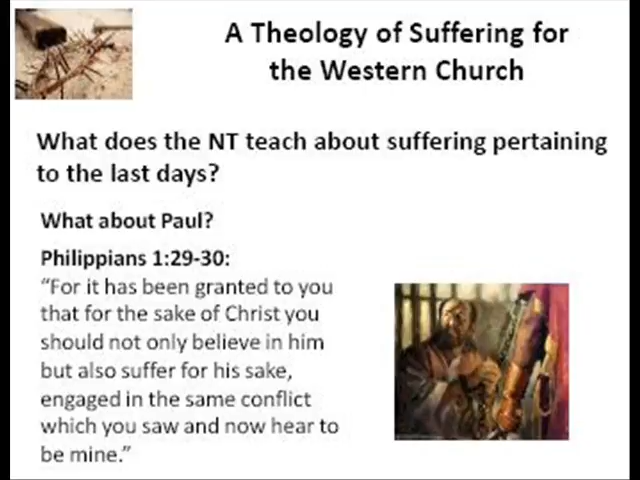 A Theology of Suffering for
the Western Church
What does the NT teach about suffering pertaining
to the last days?
What about Paul?
Philippians 1:29-30:
“For it has been granted to you
that for the sake of Christ you
should not only believe in him
but also suffer for his sake,
engaged in the same conflict
which you saw and now hear to
be mine.”